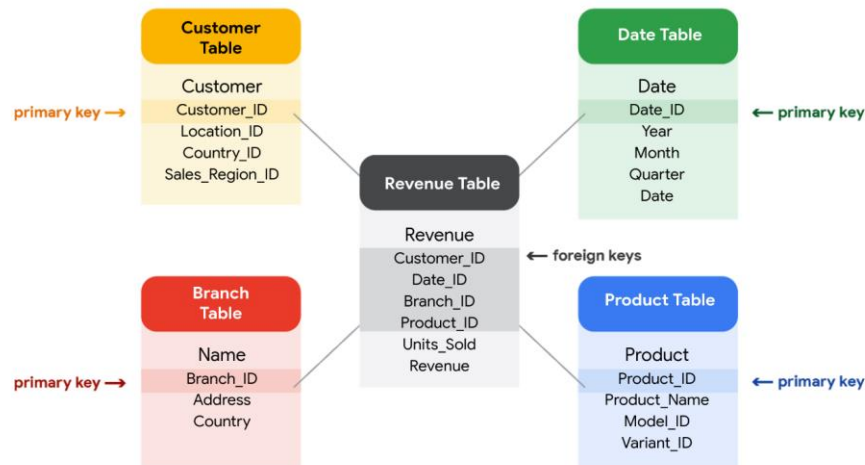 Customer
Table
Customer
primary key →
Customer_ID
Location_ID
Country_ID
Sales_Region_ID
Date Table
Date
Date_ID
← primary key
Year
Month
Quarter
Date
Revenue Table
Revenue
Customer_ID
← foreign keys
Date_ID
Branch_ID
Product_ID
Units_Sold
Revenue
Branch
Table
Name
primary key →
Branch_ID
Address
Country
Product Table
Product
Product_ID
← primary key
Product_Name
Model_ID
Variant_ID